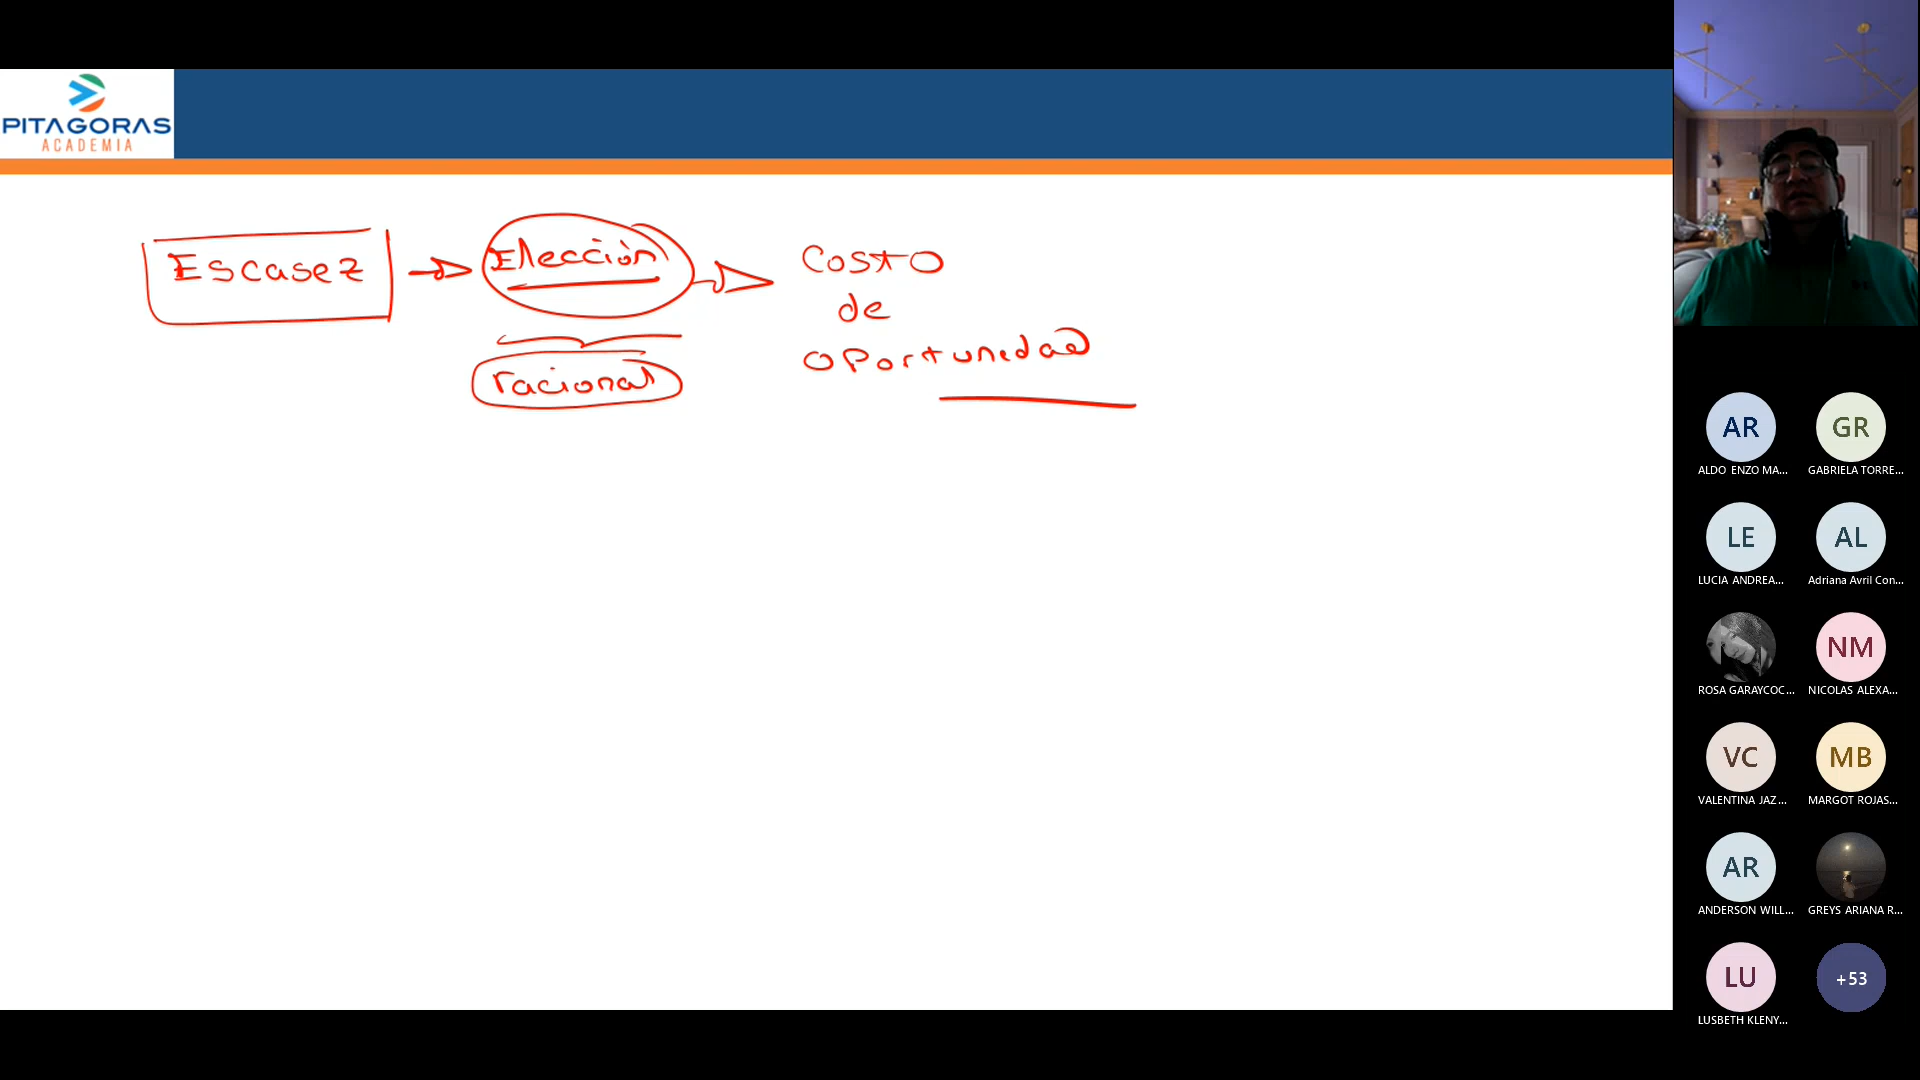 PITAGORAS
ACADEMIA
Escasez
Elección
racional
Costo
de
oportunidad
AR
ALDO ENZO MA...
GR
GABRIELA TORRE...
LE
LUCIA ANDREA...
AL
Adriana Avril Con...
ROSA GARAYCOC...
NM
NICOLAS ALEXA...
VC
VALENTINA JAZ...
MB
MARGOT ROJAS...
AR
ANDERSON WILL...
GREYS ARIANA R...
LU
LUSBETH KLENY...
+53